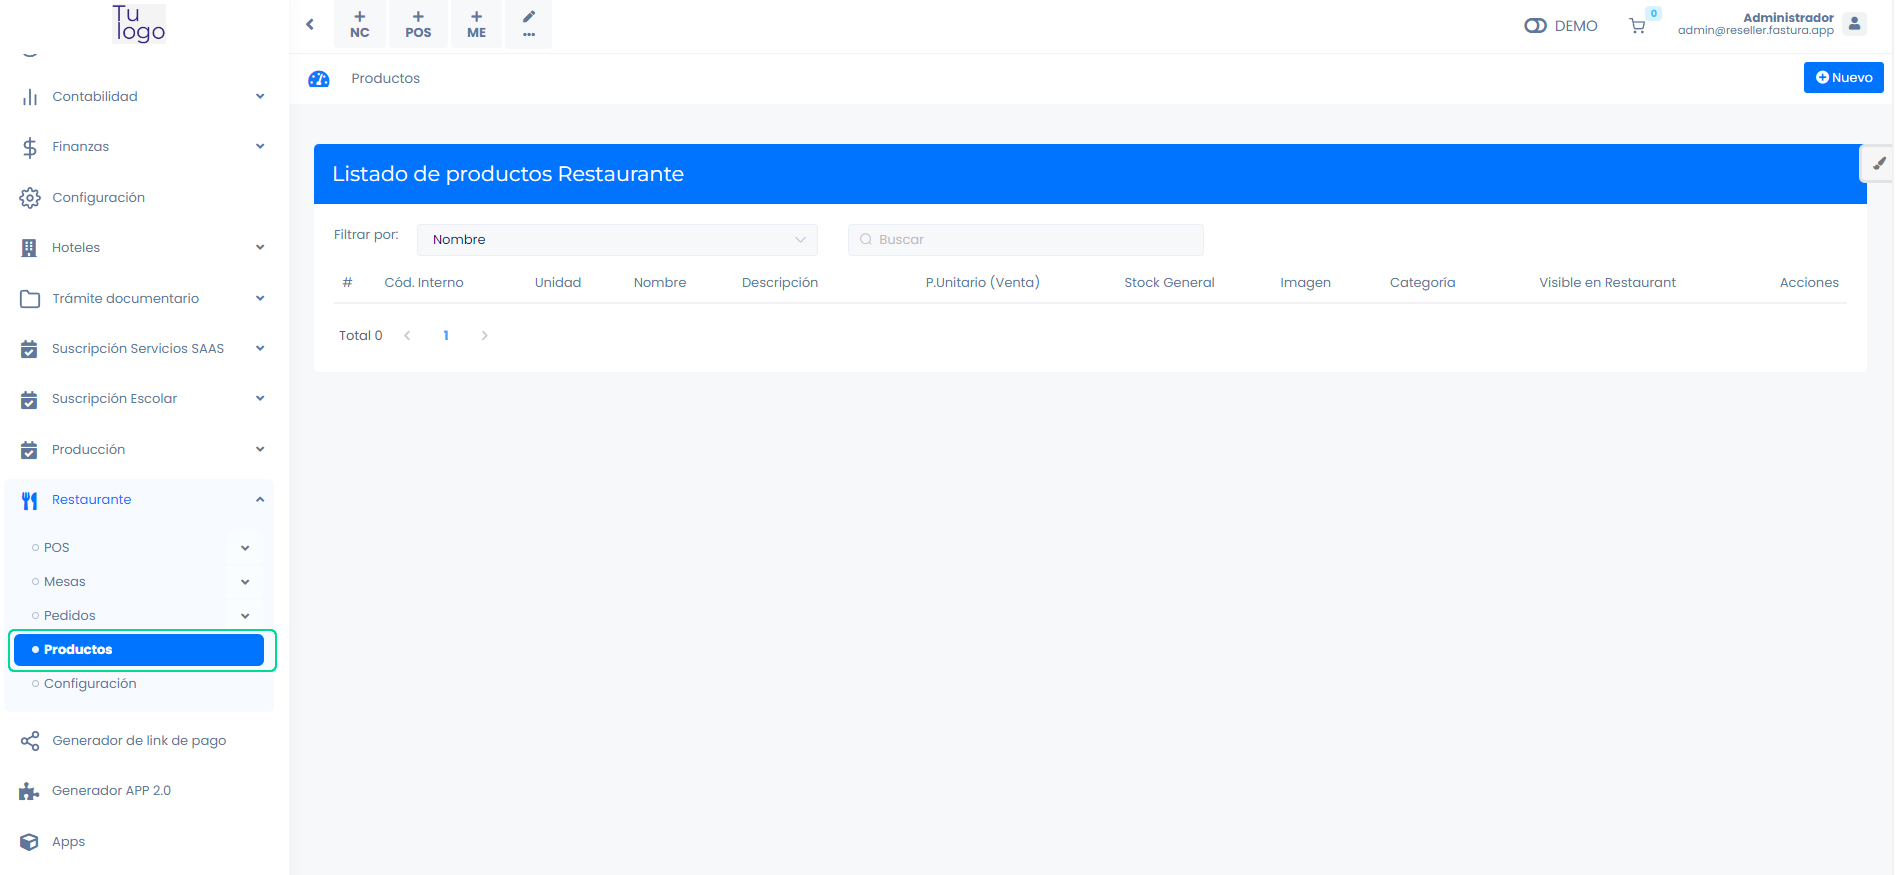 Tu
logo
Contabilidad
Finanzas
Configuración
Hoteles
Trámite documentario
Suscripción Servicios SAAS
Suscripción Escolar
Producción
Restaurante
POS
Mesas
Pedidos
Productos
Configuración
Generador de link de pago
Generador APP 2.0
Apps
NC
POS
ME
DEMO
0
Administrador
admin@reseller.fastura.app
Productos
Nuevo
Listado de productos Restaurante
Filtrar por: Nombre Buscar
# Cód. Interno Unidad Nombre Descripción P.Unitario (Venta) Stock General Imagen Categoría Visible en Restaurant Acciones
Total 0 1